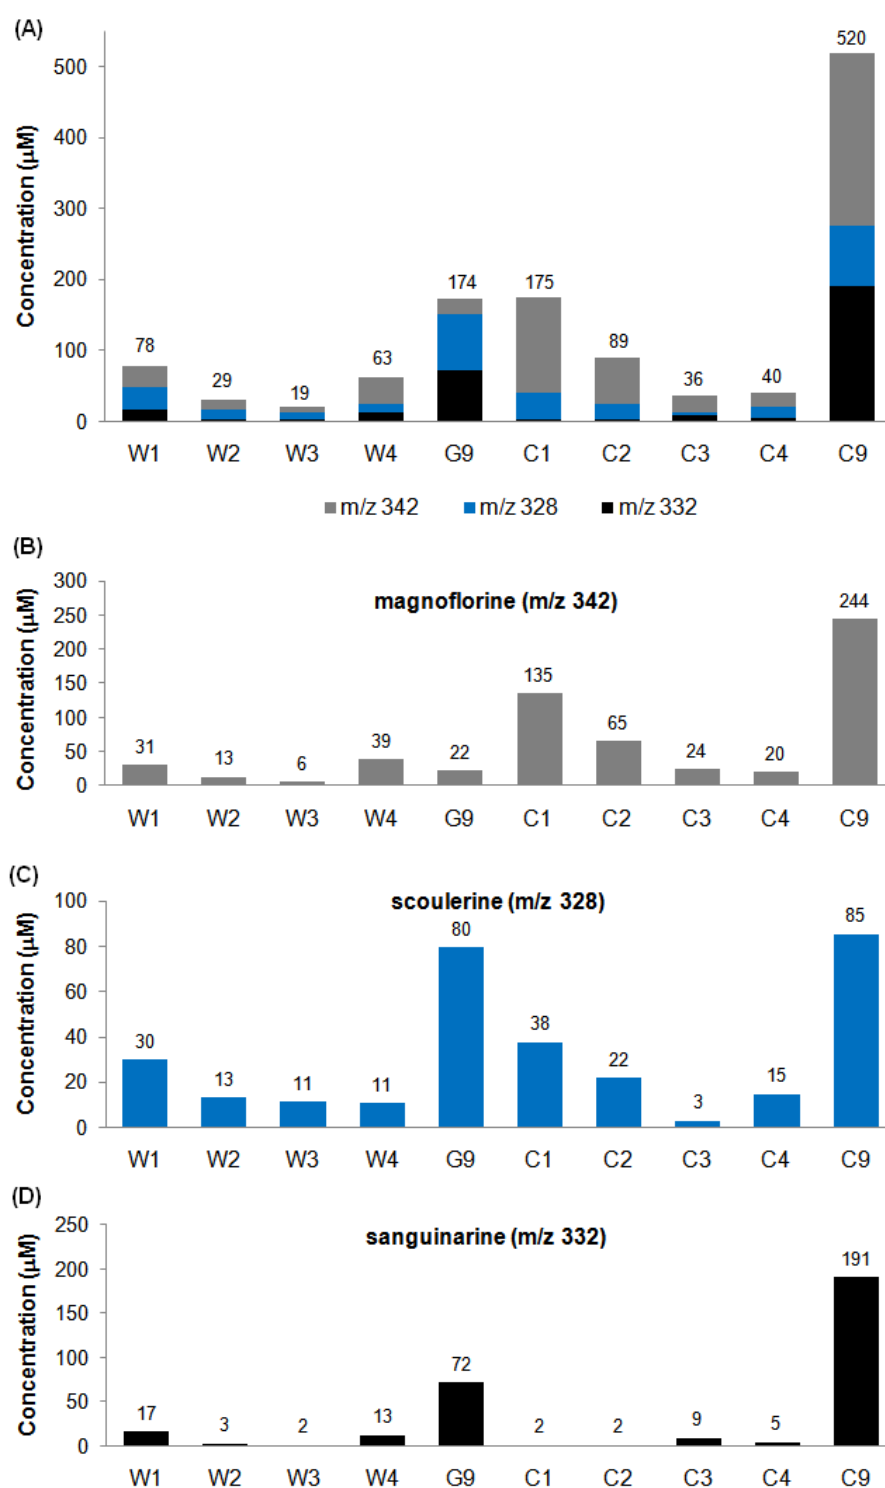 (A)
520
500
400
300
200
100
0
Concentration (µM)
78 29 19 63 174 175 89 36 40
W1 W2 W3 W4 G9 C1 C2 C3 C4 C9
m/z 342 m/z 328 m/z 332
(B)
magnoflorine (m/z 342)
300
250
200
150
100
50
0
Concentration (µM)
31 13 6 39 22 135 65 24 20 244
W1 W2 W3 W4 G9 C1 C2 C3 C4 C9
(C)
scoulerine (m/z 328)
100
80
60
40
20
0
Concentration (µM)
30 13 11 11 80 38 22 3 15 85
W1 W2 W3 W4 G9 C1 C2 C3 C4 C9
(D)
sanguinarine (m/z 332)
250
200
150
100
50
0
Concentration (µM)
17 3 2 13 72 2 2 9 5 191
W1 W2 W3 W4 G9 C1 C2 C3 C4 C9